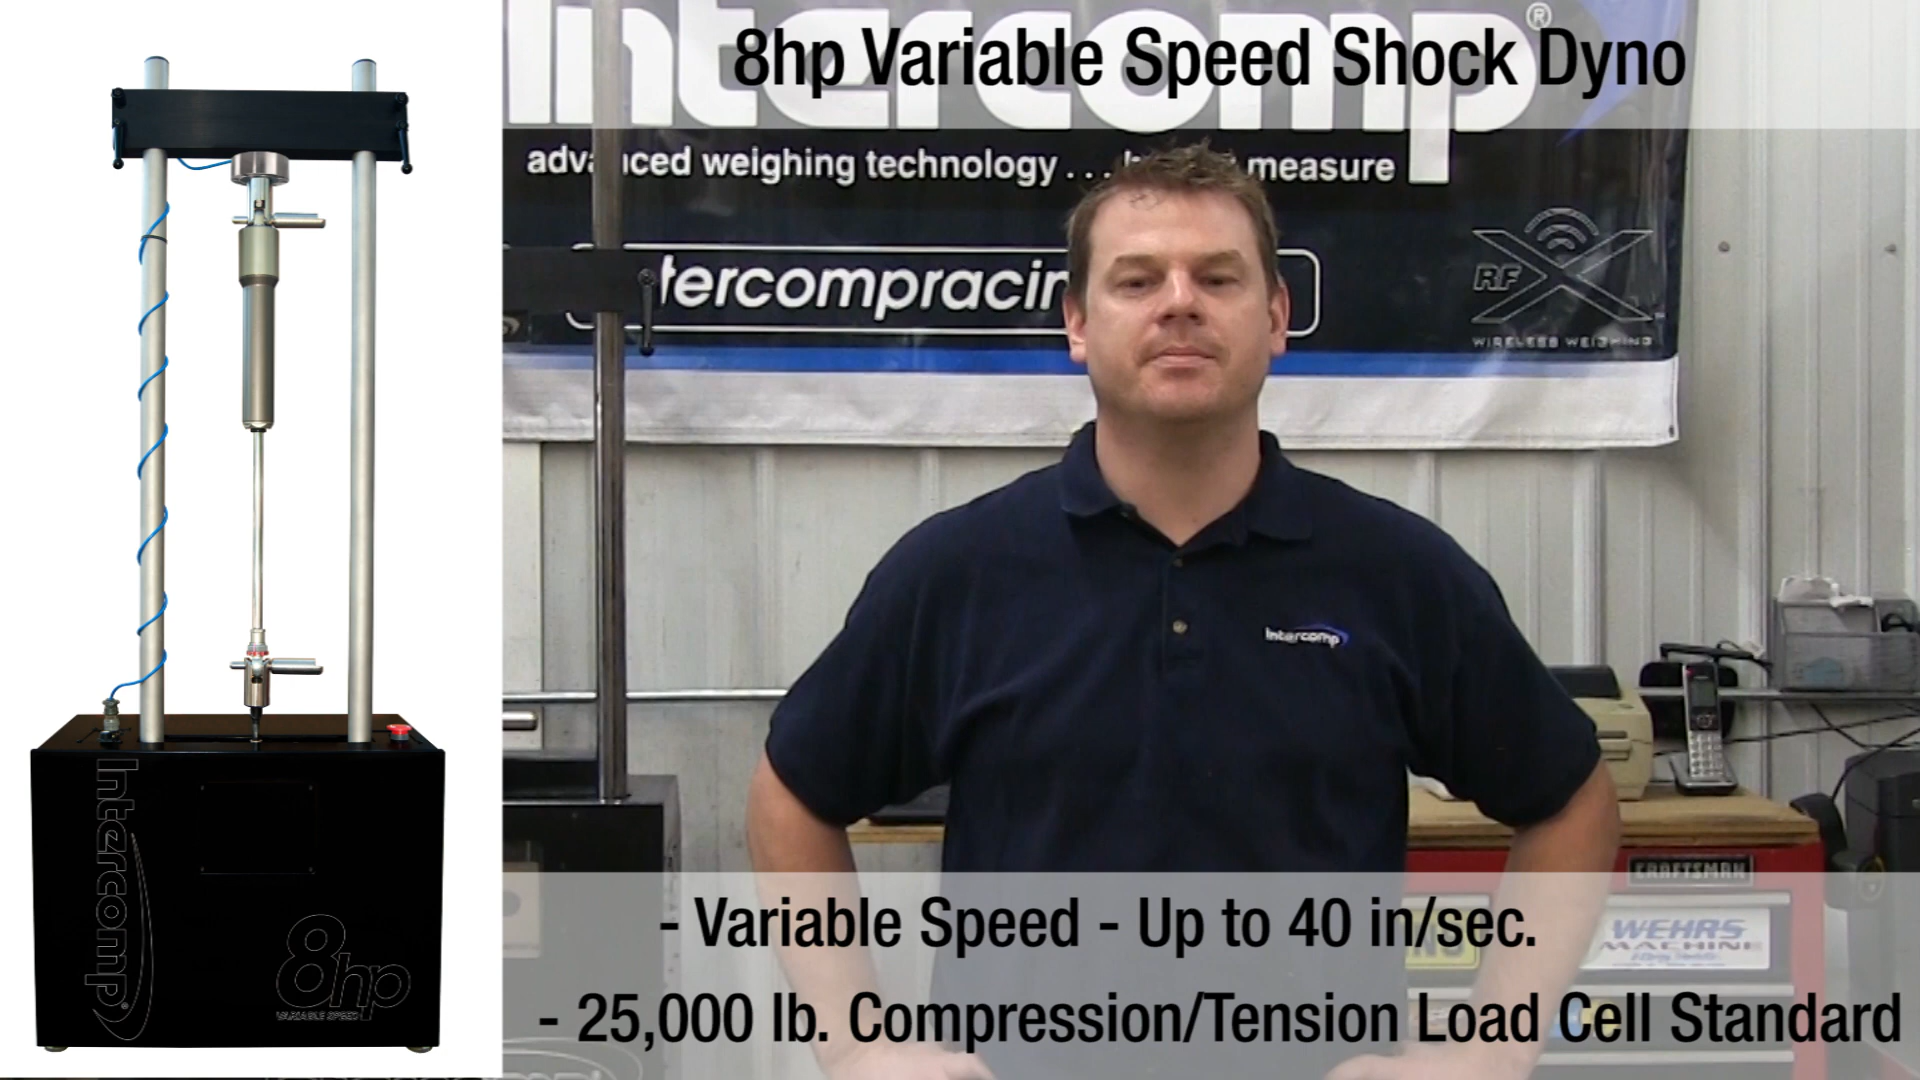 Intercomp®
8hp Variable Speed Shock Dyno
advanced weighing technology . . . measure
tercompracin
RF X
WIRELESS WEIGHING
Intercomp
Intercomp®
8hp
VARIABLE SPEED
CRAFTSMAN
WEHRS
MACHINE
- Variable Speed - Up to 40 in/sec.
- 25,000 lb. Compression/Tension Load Cell Standard